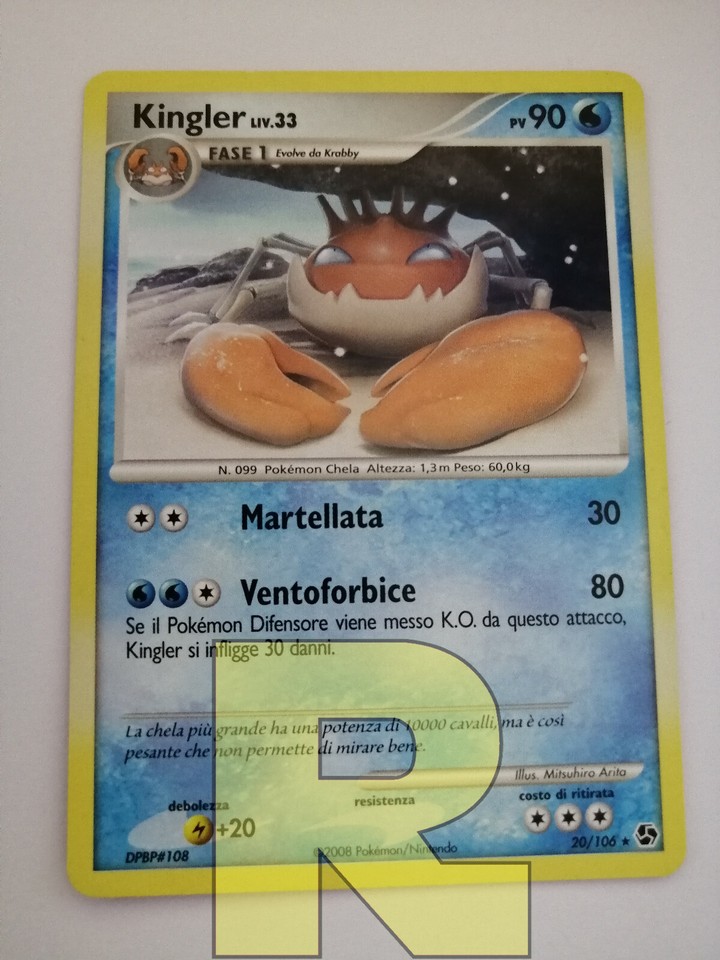 Kingler LIV.33
PV 90
FASE 1 Evolve da Krabby
N. 099 Pokémon Chela Altezza: 1,3m Peso: 60,0kg
Martellata 30
Ventoforbice 80
Se il Pokémon Difensore viene messo K.O. da questo attacco,
Kingler si infligge 30 danni.
La chela più grande ha una potenza di 10000 cavalli, ma è così
pesante che non permette di mirare bene.
Illus. Mitsuhiro Arita
debolezza resistenza costo di ritirata
+20
DPBP#108 ©2008 Pokémon/Nintendo 20/106 ★
R